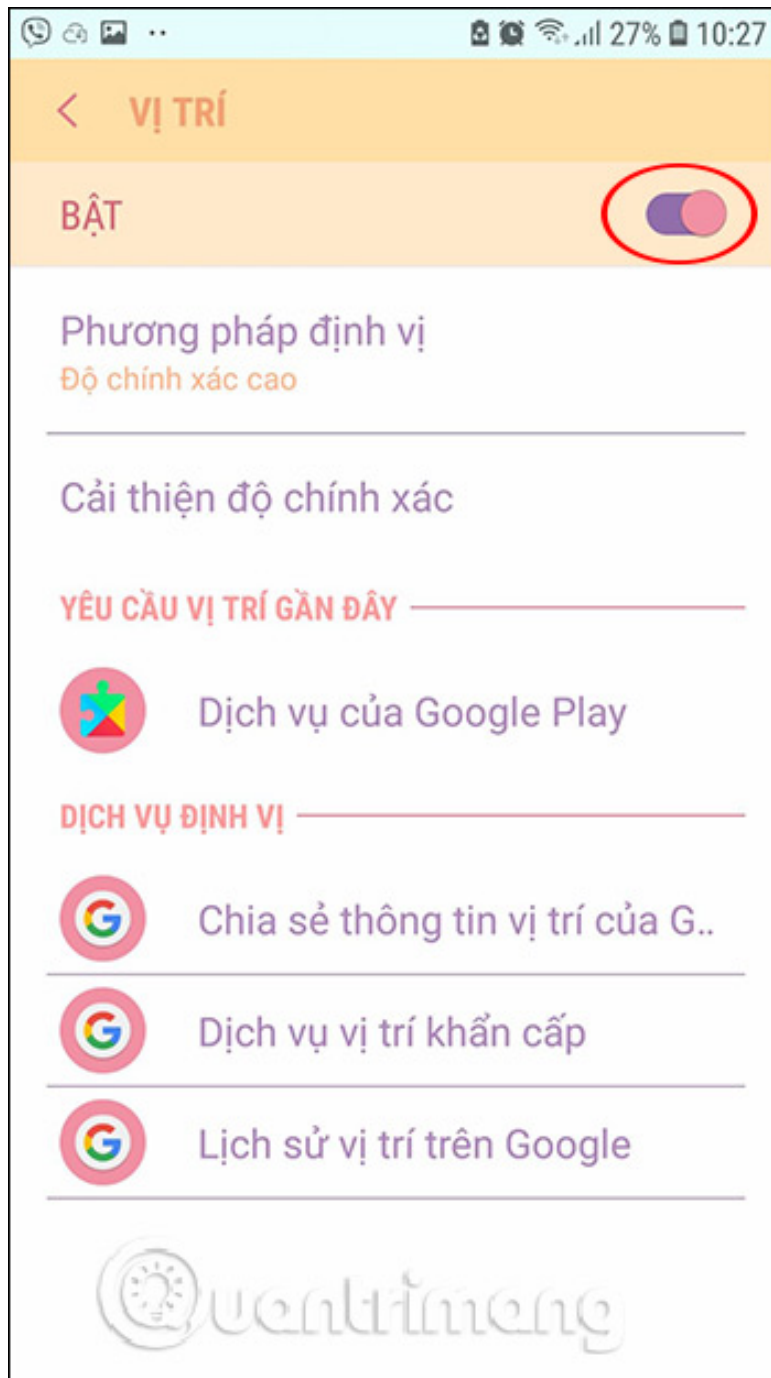 27% 10:27
VỊ TRÍ
BẬT
Phương pháp định vị
Độ chính xác cao
Cải thiện độ chính xác
YÊU CẦU VỊ TRÍ GẦN ĐÂY
Dịch vụ của Google Play
DỊCH VỤ ĐỊNH VỊ
Chia sẻ thông tin vị trí của G..
Dịch vụ vị trí khẩn cấp
Lịch sử vị trí trên Google
Quantrimang